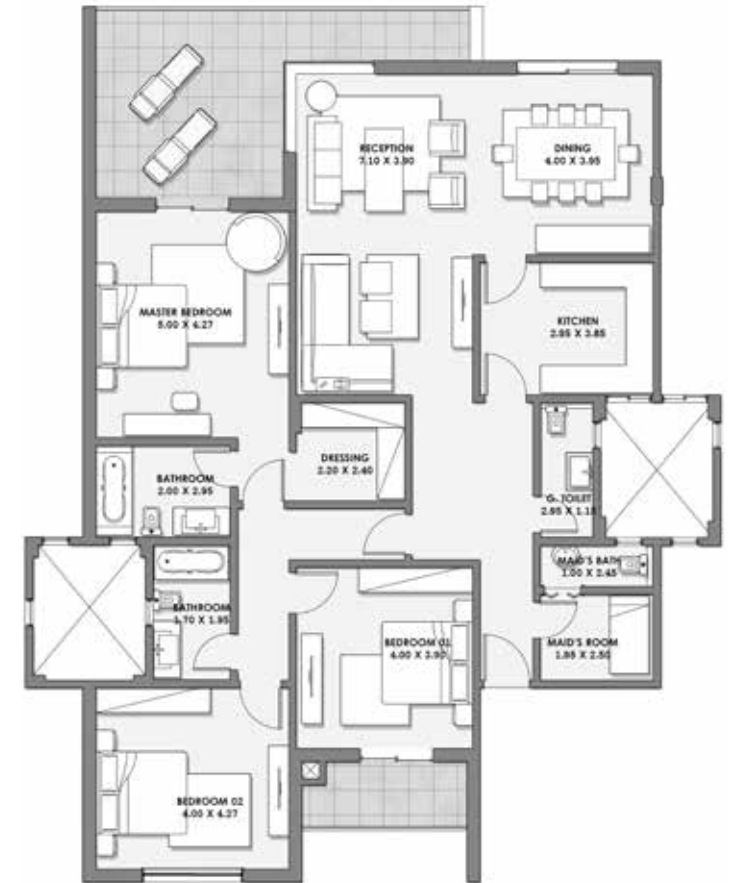 RECEPTION
7.10 X 3.90
DINING
4.00 X 3.95
MASTER BEDROOM
5.00 X 4.27
KITCHEN
2.95 X 3.85
DRESSING
2.20 X 2.40
BATHROOM
2.00 X 2.95
G. TOILET
2.95 X 1.15
MAID'S BATH
1.00 X 2.45
BATHROOM
1.70 X 1.95
BEDROOM 01
4.00 X 3.90
MAID'S ROOM
1.85 X 2.50
BEDROOM 02
4.00 X 4.27